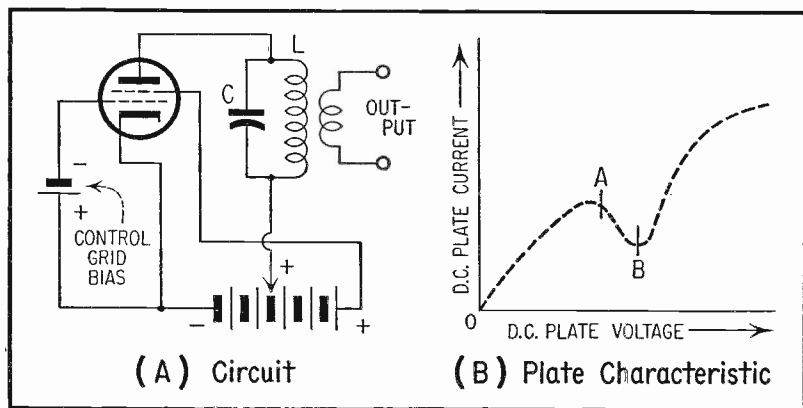 L
C
OUT-
PUT
-
+
CONTROL
GRID
BIAS
+
-
+
(A) Circuit
D.C. PLATE CURRENT
A
B
0
D.C. PLATE VOLTAGE
(B) Plate Characteristic